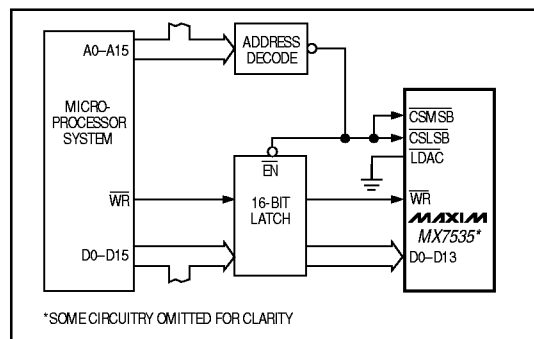 A0–A15
ADDRESS
DECODE
MICRO-
PROCESSOR
SYSTEM
CSMSB
CSLSB
LDAC
EN
WR
16-BIT
LATCH
WR
MAXIM
MX7535*
D0–D15
D0–D13
*SOME CIRCUITRY OMITTED FOR CLARITY